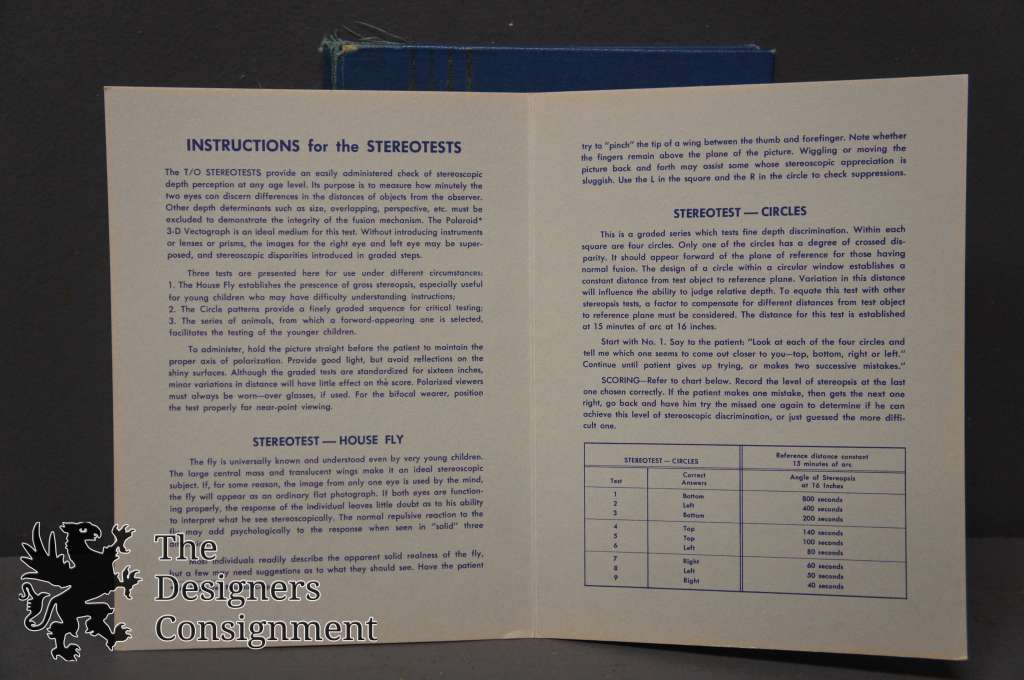 INSTRUCTIONS for the STEREOTESTS
The T/O STEREOTESTS provide an easily administered check of stereoscopic
depth perception at any age level. Its purpose is to measure how minutely the
two eyes can discern differences in the distances of objects from the observer.
Other depth determinants such as size, overlapping, perspective, etc. must be
excluded to demonstrate the integrity of the fusion mechanism. The Polaroid*
3-D Vectograph is an ideal medium for this test. Without introducing instruments
or lenses or prisms, the images for the right eye and left eye may be super-
posed, and stereoscopic disparities introduced in graded steps.
Three tests are presented here for use under different circumstances:
1. The House Fly establishes the prescence of gross stereopsis, especially useful
for young children who may have difficulty understanding instructions;
2. The Circle patterns provide a finely graded sequence for critical testing;
3. The series of animals, from which a forward-appearing one is selected,
facilitates the testing of the younger children.
To administer, hold the picture straight before the patient to maintain the
proper axis of polarization. Provide good light, but avoid reflections on the
shiny surfaces. Although the graded tests are standardized for sixteen inches,
minor variations in distance will have little effect on the score. Polarized viewers
must always be worn—over glasses, if used. For the bifocal wearer, position
the test properly for near-point viewing.
STEREOTEST — HOUSE FLY
The fly is universally known and understood even by very young children.
The large central mass and translucent wings make it an ideal stereoscopic
subject. If, for some reason, the image from only one eye is used by the mind,
the fly will appear as an ordinary flat photograph. If both eyes are function-
ing properly, the response of the individual leaves little doubt as to his ability
to interpret what he see stereoscopically. The normal repulsive reaction to the
fly may add psychologically to the response when seen in "solid" three
Most individuals readily describe the apparent solid realness of the fly,
but a few may need suggestions as to what they should see. Have the patient
try to "pinch" the tip of a wing between the thumb and forefinger. Note whether
the fingers remain above the plane of the picture. Wiggling or moving the
picture back and forth may assist some whose stereoscopic appreciation is
sluggish. Use the L in the square and the R in the circle to check suppressions.
STEREOTEST — CIRCLES
This is a graded series which tests fine depth discrimination. Within each
square are four circles. Only one of the circles has a degree of crossed dis-
parity. It should appear forward of the plane of reference for those having
normal fusion. The design of a circle within a circular window establishes a
constant distance from test object to reference plane. Variation in this distance
will influence the ability to judge relative depth. To equate this test with other
stereopsis tests, a factor to compensate for different distances from test object
to reference plane must be considered. The distance for this test is established
at 15 minutes of arc at 16 inches.
Start with No. 1. Say to the patient: "Look at each of the four circles and
tell me which one seems to come out closer to you—top, bottom, right or left."
Continue until patient gives up trying, or makes two successive mistakes."
SCORING—Refer to chart below. Record the level of stereopsis at the last
one chosen correctly. If the patient makes one mistake, then gets the next one
right, go back and have him try the missed one again to determine if he can
achieve this level of stereoscopic discrimination, or just guessed the more diffi-
cult one.
STEREOTEST — CIRCLES
Reference distance constant
15 minutes of arc
Test
Correct
Answers
Angle of Stereopsis
at 16 Inches
1 Bottom 800 seconds
2 Left 400 seconds
3 Bottom 200 seconds
4 Top 140 seconds
5 Top 100 seconds
6 Left 80 seconds
7 Right 60 seconds
8 Left 50 seconds
9 Right 40 seconds
The
Designers
Consignment